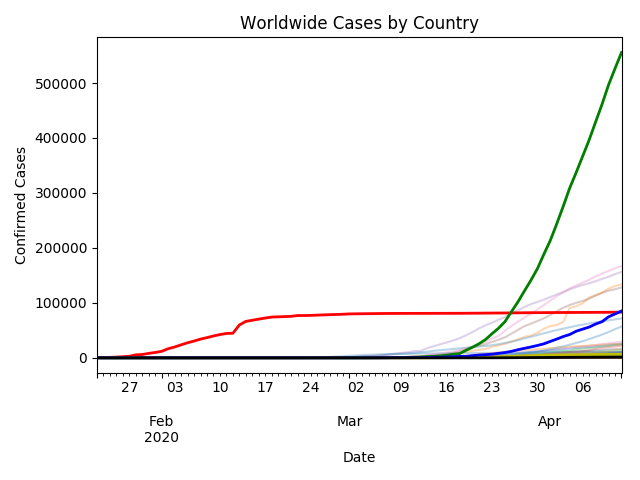 Worldwide Cases by Country
Confirmed Cases
500000
400000
300000
200000
100000
0
27 03 10 17 24 02 09 16 23 30 06
Feb Mar Apr
2020
Date